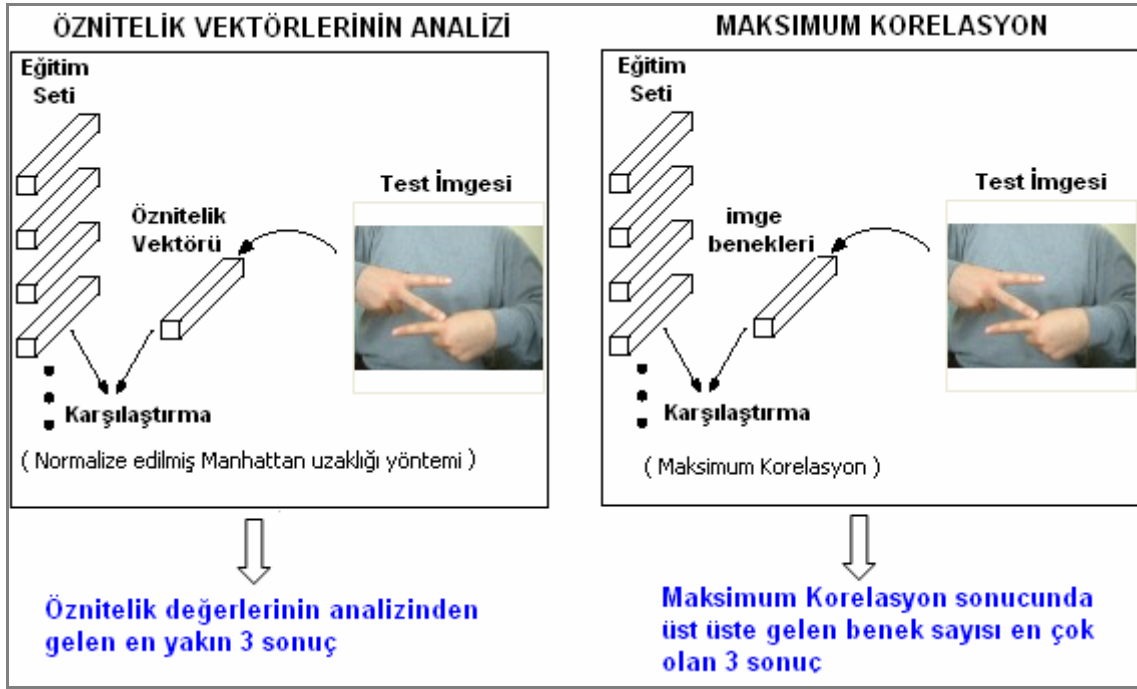 ÖZNİTELİK VEKTÖRLERİNİN ANALİZİ
Eğitim
Seti
Test İmgesi
Öznitelik
Vektörü
Karşılaştırma
( Normalize edilmiş Manhattan uzaklığı yöntemi )
Öznitelik değerlerinin analizinden
gelen en yakın 3 sonuç
MAKSIMUM KORELASYON
Eğitim
Seti
Test İmgesi
imge
benekleri
Karşılaştırma
( Maksimum Korelasyon )
Maksimum Korelasyon sonucunda
üst üste gelen benek sayısı en çok
olan 3 sonuç